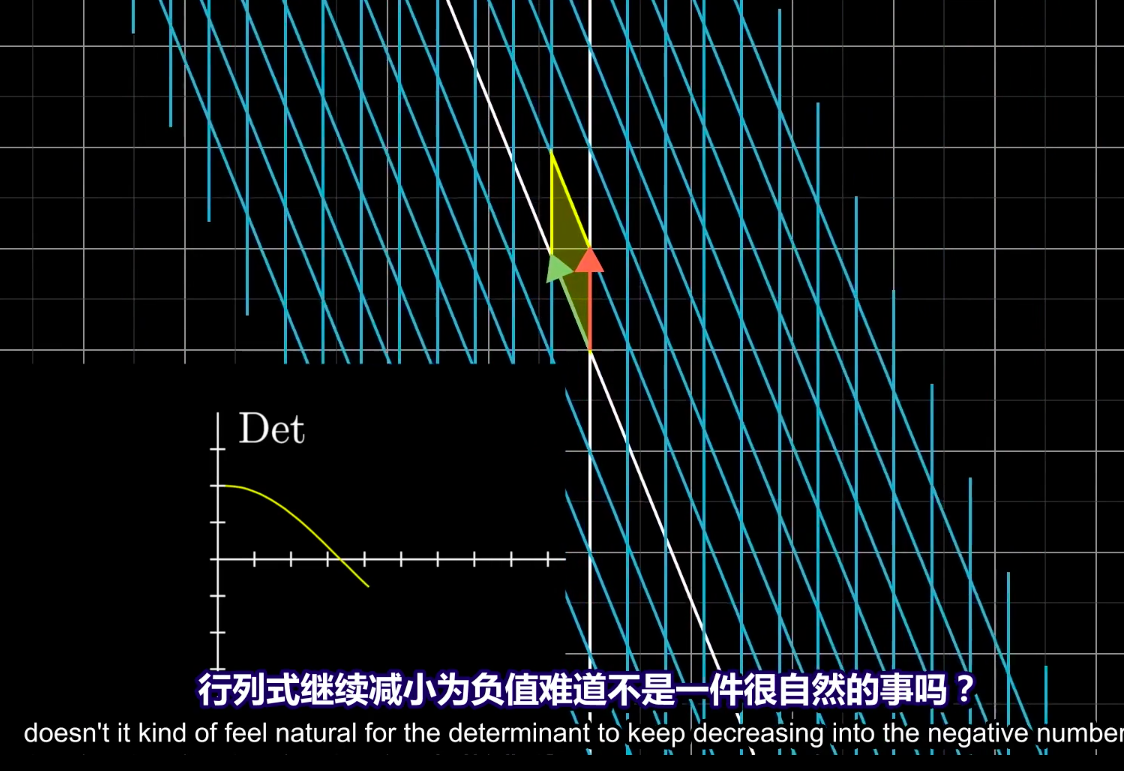 Det
行列式继续减小为负值难道不是一件很自然的事吗？
doesn't it kind of feel natural for the determinant to keep decreasing into the negative number